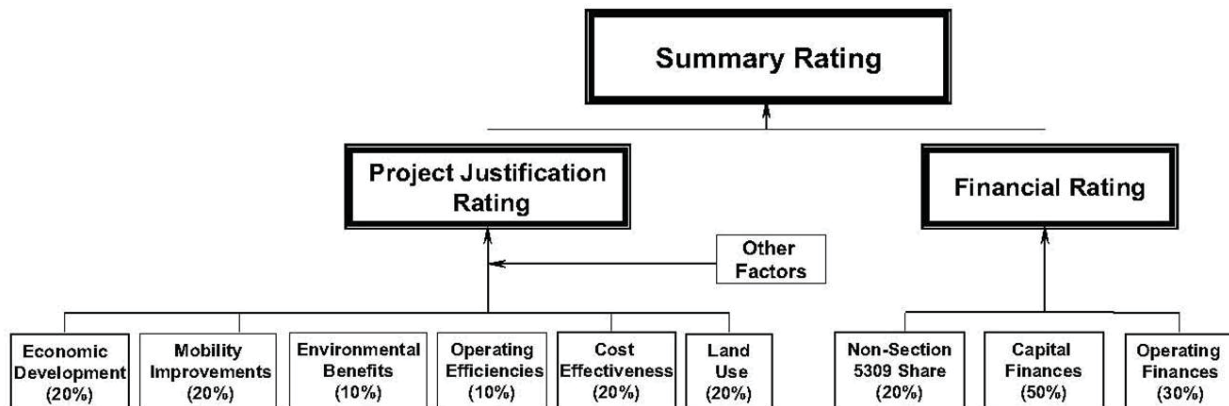 Summary Rating
Project Justification
Rating
Financial Rating
Other
Factors
Economic
Development
(20%)
Mobility
Improvements
(20%)
Environmental
Benefits
(10%)
Operating
Efficiencies
(10%)
Cost
Effectiveness
(20%)
Land
Use
(20%)
Non-Section
5309 Share
(20%)
Capital
Finances
(50%)
Operating
Finances
(30%)